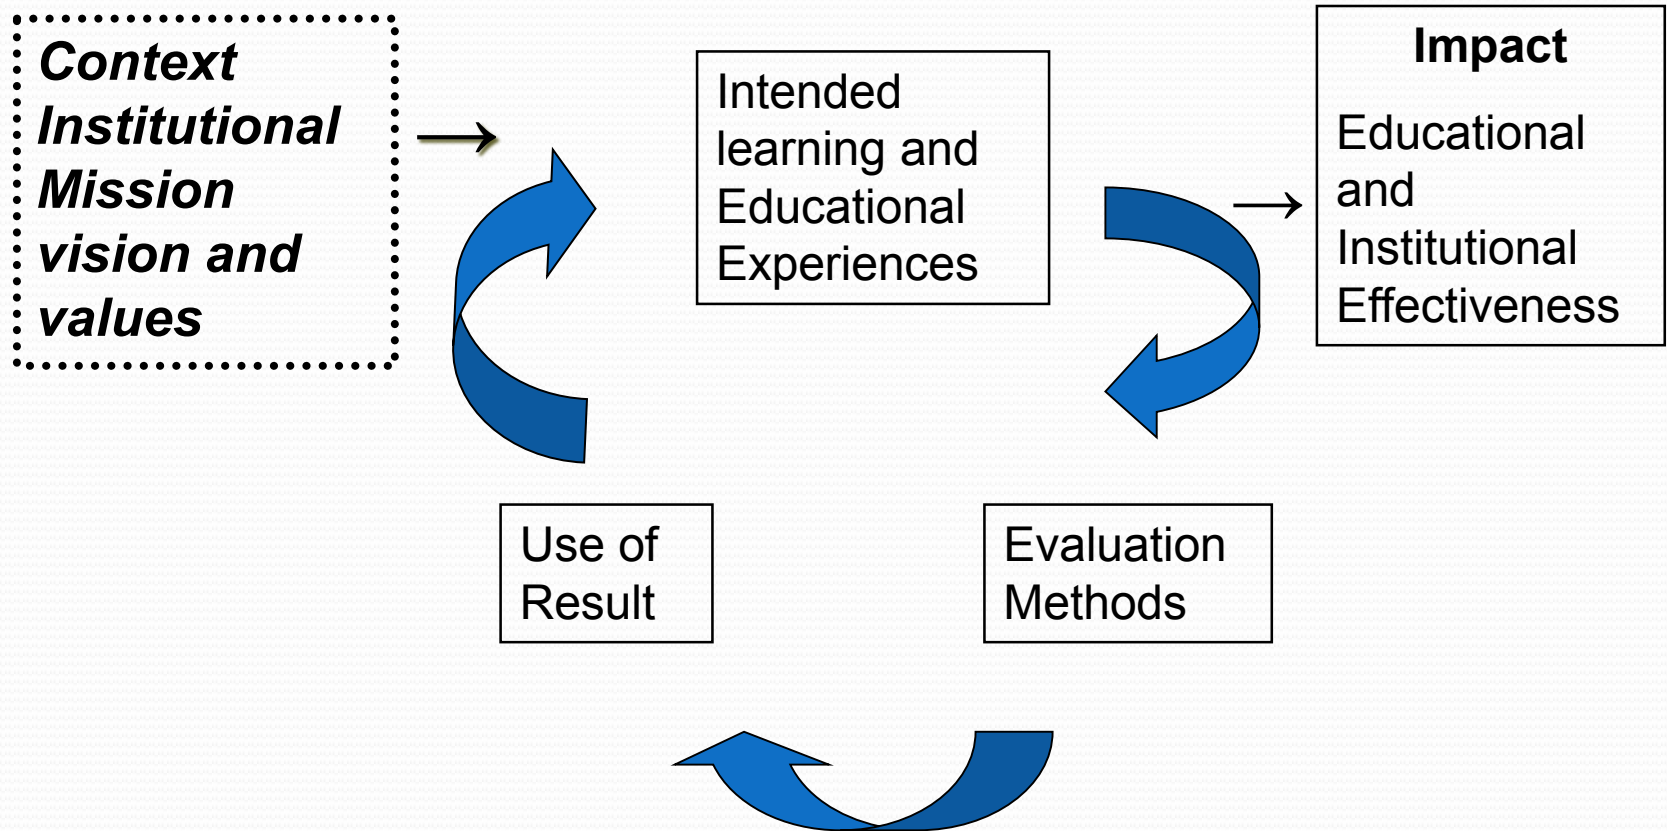 Context
Institutional
Mission
vision and
values
→
Intended
learning and
Educational
Experiences
→
Impact
Educational
and
Institutional
Effectiveness
Use of
Result
Evaluation
Methods